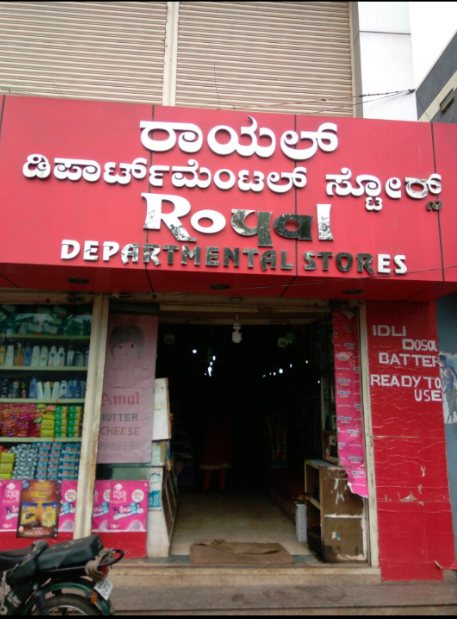 ರಾಯಲ್
ಡಿಪಾರ್ಟ್‌ಮೆಂಟಲ್ ಸ್ಟೋರ್ಸ್
Royal
DEPARTMENTAL STORES
IDLI
DOSA
BATTER
READY TO
USE
Amul
BUTTER
CHEESE